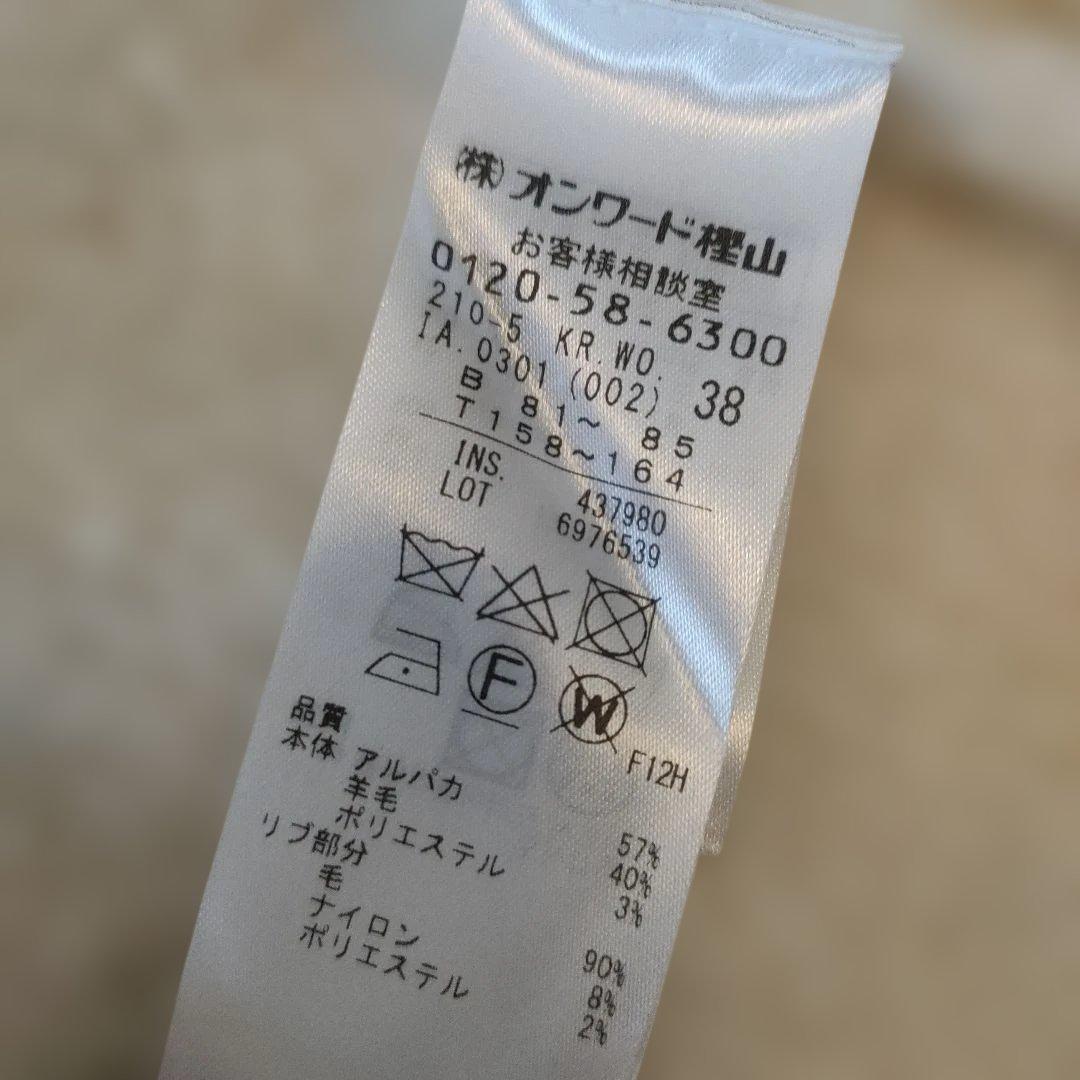 ㈱オンワード樫山
お客様相談室
0120-58-6300
210-5 KR.WO.
IA.0301 (002) 38
B 81～ 85
T 158～164
INS. 437980
LOT 6976539
F
W
F12H
品質
本体 アルパカ 57%
羊毛 40%
ポリエステル 3%
リブ部分
毛 90%
ナイロン 8%
ポリエステル 2%